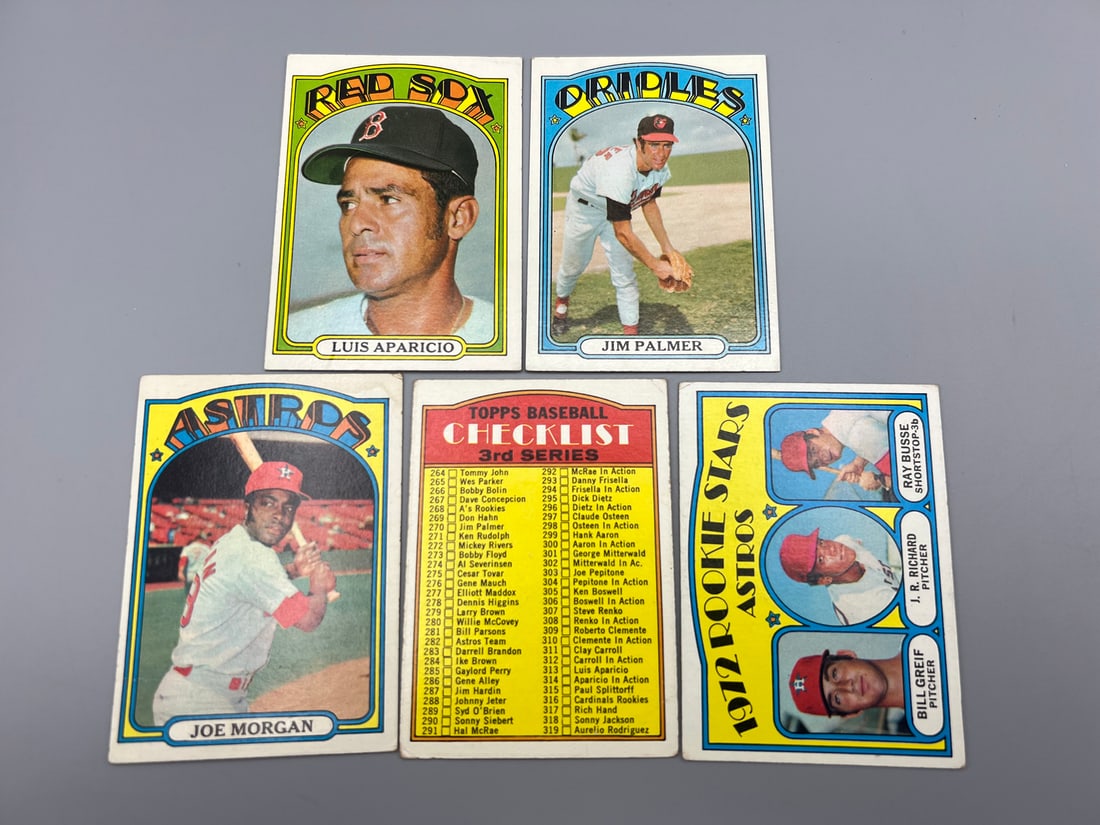 RED SOX
B
LUIS APARICIO
ORIOLES
JIM PALMER
ASTROS
H
JOE MORGAN
TOPPS BASEBALL
CHECKLIST
3rd SERIES
264 Tommy John
265 Wes Parker
266 Bobby Bolin
267 Dave Concepcion
268 A's Rookies
269 Don Hahn
270 Jim Palmer
271 Ken Rudolph
272 Mickey Rivers
273 Bobby Floyd
274 Al Severinsen
275 Cesar Tovar
276 Gene Mauch
277 Elliott Maddox
278 Dennis Higgins
279 Larry Brown
280 Willie McCovey
281 Bill Parsons
282 Astros Team
283 Darrell Brandon
284 Ike Brown
285 Gaylord Perry
286 Gene Alley
287 Jim Hardin
288 Johnny Jeter
289 Syd O'Brien
290 Sonny Siebert
291 Hal McRae
292 McRae In Action
293 Danny Frisella
294 Frisella In Action
295 Dick Dietz
296 Dietz In Action
297 Claude Osteen
298 Osteen In Action
299 Hank Aaron
300 Aaron In Action
301 George Mitterwald
302 Mitterwald In Ac.
303 Joe Pepitone
304 Pepitone In Action
305 Ken Boswell
306 Boswell In Action
307 Steve Renko
308 Renko In Action
309 Roberto Clemente
310 Clemente In Action
311 Clay Carroll
312 Carroll In Action
313 Luis Aparicio
314 Aparicio In Action
315 Paul Splittorff
316 Cardinals Rookies
317 Rich Hand
318 Sonny Jackson
319 Aurelio Rodriguez
1972 ROOKIE STARS
ASTROS
RAY BUSSE
SHORTSTOP-3b
J. R. RICHARD
PITCHER
H
BILL GREIF
PITCHER